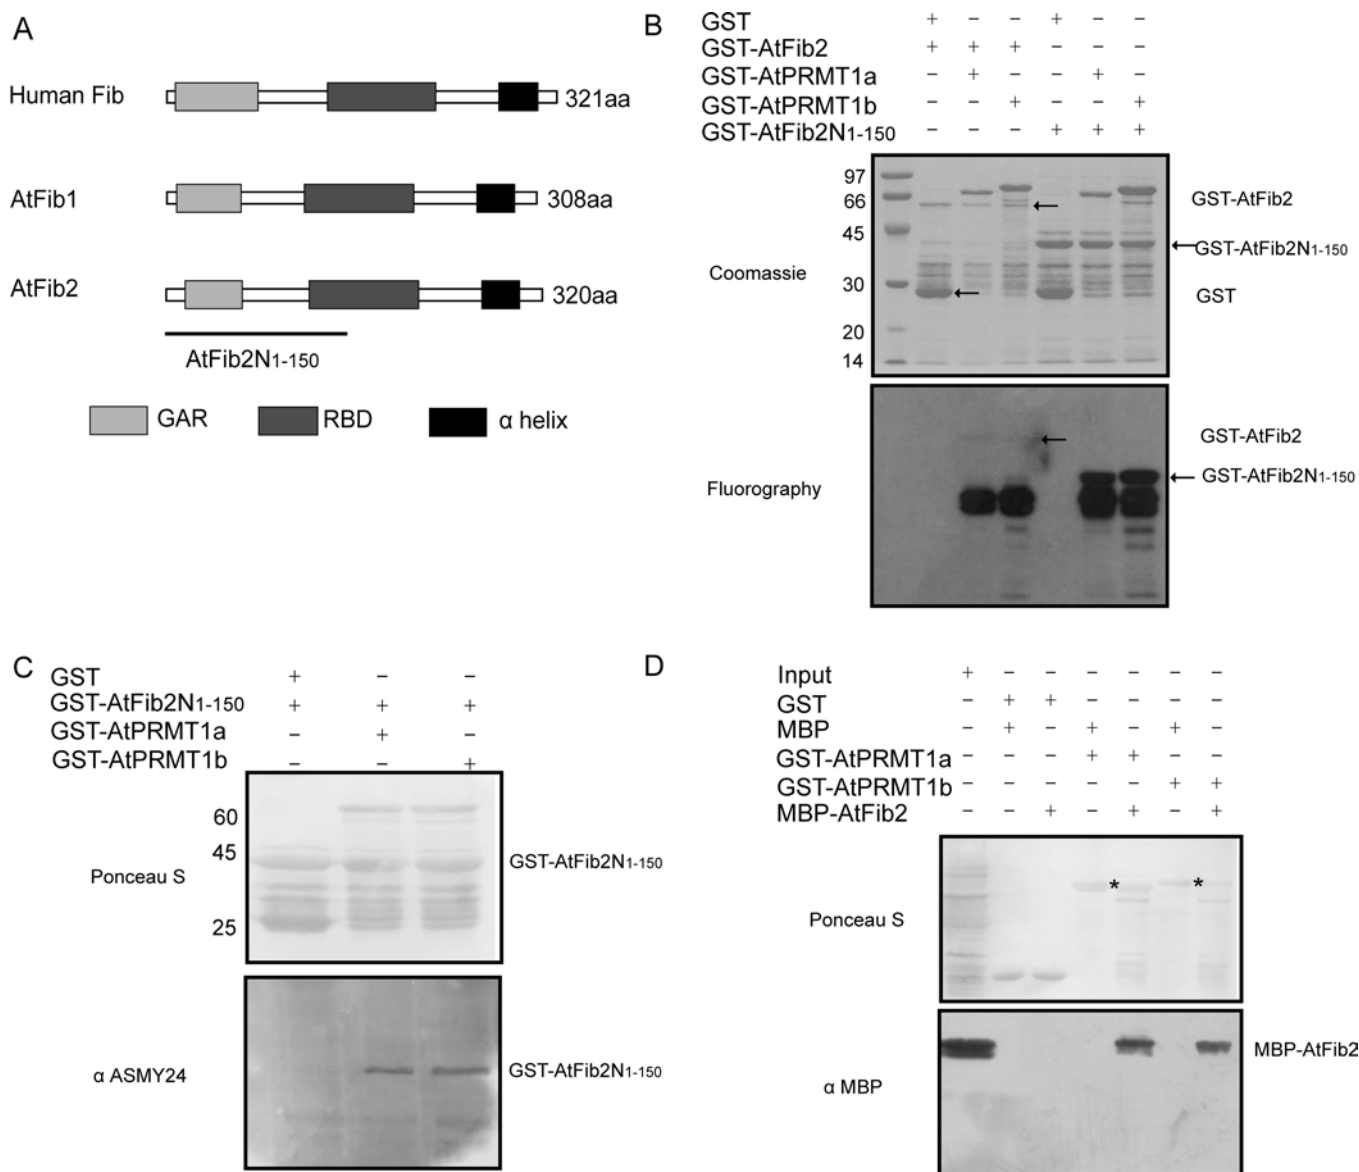 A
Human Fib
321aa
AtFib1
308aa
AtFib2
320aa
AtFib2N1-150
GAR
RBD
α helix
B
GST + − − + − −
GST-AtFib2 + + + − − −
GST-AtPRMT1a − + − − + −
GST-AtPRMT1b − − + − − +
GST-AtFib2N1-150 − − − + + +
97
66
45
30
20
14
Coomassie
GST-AtFib2
GST-AtFib2N1-150
GST
Fluorography
GST-AtFib2
GST-AtFib2N1-150
C
GST + − −
GST-AtFib2N1-150 + + +
GST-AtPRMT1a − + −
GST-AtPRMT1b − − +
60
45
25
Ponceau S
GST-AtFib2N1-150
α ASMY24
GST-AtFib2N1-150
D
Input + − − − − − −
GST − + + − − − −
MBP − + − + − + −
GST-AtPRMT1a − − − + + − −
GST-AtPRMT1b − − − − − + +
MBP-AtFib2 − − + − + − +
Ponceau S
* *
α MBP
MBP-AtFib2